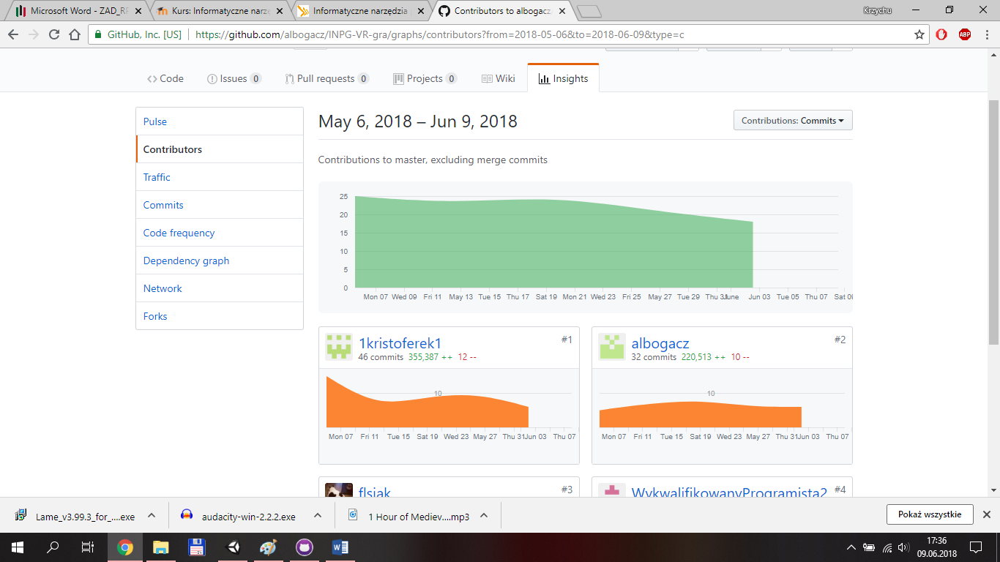 Microsoft Word - ZAD_RF
Kurs: Informatyczne narzę
Informatyczne narzędzia
Contributors to albogacz
Krzychu
GitHub, Inc. [US]
https://github.com/albogacz/INPG-VR-gra/graphs/contributors?from=2018-05-06&to=2018-06-09&type=c
ABP
<> Code
Issues 0
Pull requests 0
Projects 0
Wiki
Insights
Pulse
Contributors
Traffic
Commits
Code frequency
Dependency graph
Network
Forks
May 6, 2018 – Jun 9, 2018
Contributions: Commits
Contributions to master, excluding merge commits
25
20
15
10
5
0
Mon 07 Wed 09 Fri 11 May 13 Tue 15 Thu 17 Sat 19 Mon 21 Wed 23 Fri 25 May 27 Tue 29 Thu 31 June Jun 03 Tue 05 Thu 07 Sat 09
1kristoferek1
#1
46 commits 355,387 ++ 12 --
10
Mon 07 Fri 11 Tue 15 Sat 19 Wed 23 May 27 Thu 31 Jun 03 Thu 07
albogacz
#2
32 commits 220,513 ++ 10 --
10
Mon 07 Fri 11 Tue 15 Sat 19 Wed 23 May 27 Thu 31 Jun 03 Thu 07
flsiak
#3
WykwalifikowanyProgramista2
#4
Lame_v3.99.3_for_....exe
audacity-win-2.2.2.exe
1 Hour of Mediev....mp3
Pokaż wszystkie
17:36
09.06.2018